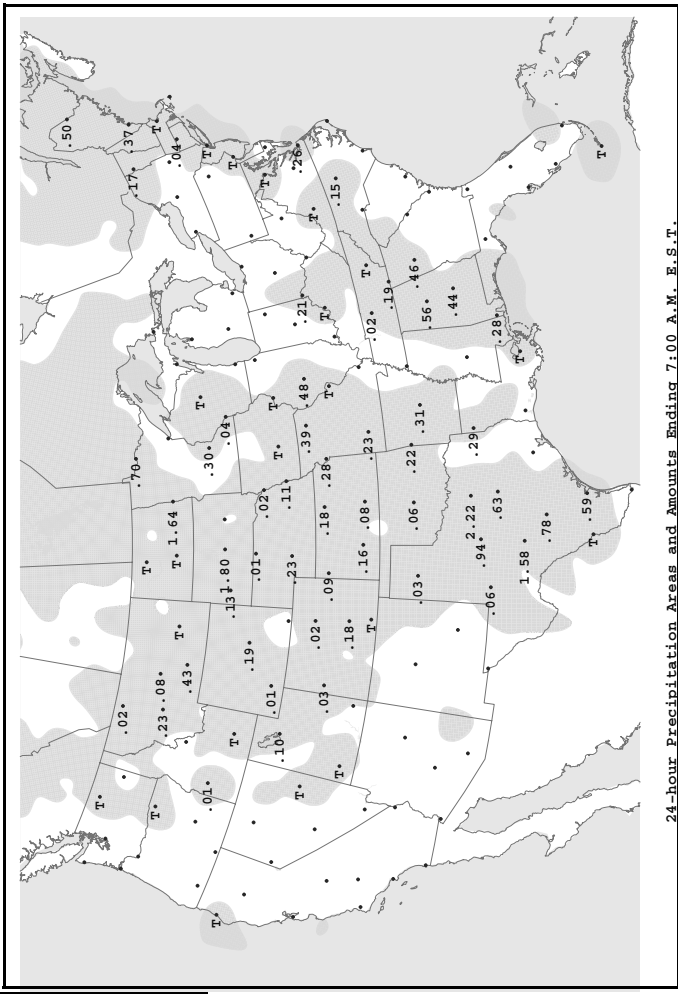 .50
T
.02
.37
.17
.70
T
T
T
.08
.23
1.64
T
.04
T
.43
T
T
.01
.30
T
1.80
.04
.13
T
T
.19
.01
.02
T
.01
T
T
.10
.11
.23
.26
T
.21
.48
.39
T
.02
.03
.18
T
.28
T
.09
.15
T
.18
.16
.08
T
.23
T
.02
.19
.22
.06
.46
.03
.31
.56
.44
2.22
.29
.94
.06
.28
.63
T
1.58
.78
.59
T
T
24-hour Precipitation Areas and Amounts Ending 7:00 A.M. E.S.T.